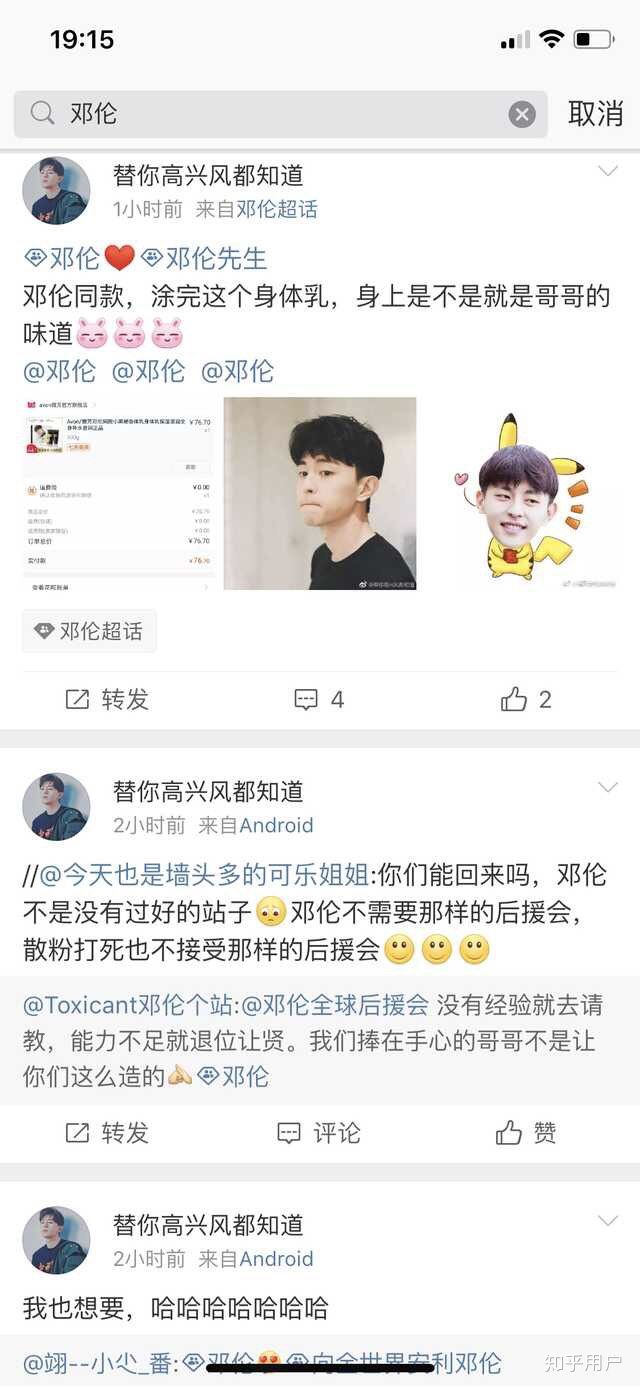 19:15
邓伦
取消
替你高兴风都知道
1小时前 来自邓伦超话
邓伦 邓伦先生
邓伦同款，涂完这个身体乳，身上是不是就是哥哥的
味道
@邓伦 @邓伦 @邓伦
¥76.70
¥0.00
¥76.70
¥76.70
邓伦超话
转发
4
2
替你高兴风都知道
2小时前 来自Android
//@今天也是墙头多的可乐姐姐:你们能回来吗，邓伦
不是没有过好的站子 邓伦不需要那样的后援会，
散粉打死也不接受那样的后援会
@Toxicant邓伦个站:@邓伦全球后援会 没有经验就去请
教，能力不足就退位让贤。我们捧在手心的哥哥不是让
你们这么造的 邓伦
转发
评论
赞
替你高兴风都知道
2小时前 来自Android
我也想要，哈哈哈哈哈哈哈
@翊--小尐_番: 邓伦 向全世界安利邓伦
知乎用户